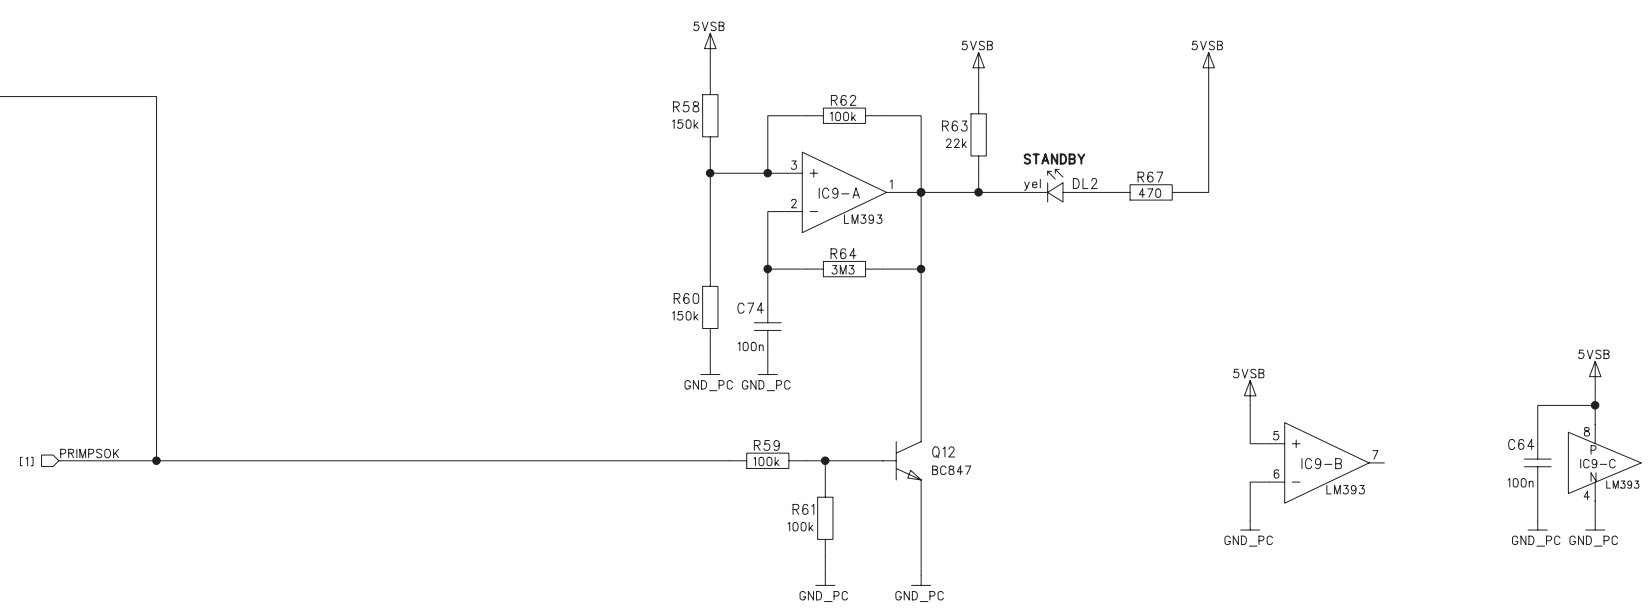 5VSB
R58
150k
R62
100k
3
+
IC9-A
1
2
-
LM393
R64
3M3
R60
150k
C74
100n
GND_PC
GND_PC
5VSB
R63
22k
STANDBY
yel
DL2
R67
470
5VSB
[1]
PRIMPSOK
R59
100k
Q12
BC847
R61
100k
GND_PC
GND_PC
5VSB
5
+
IC9-B
7
6
-
LM393
GND_PC
5VSB
8
C64
100n
P
IC9-C
N
LM393
4
GND_PC
GND_PC